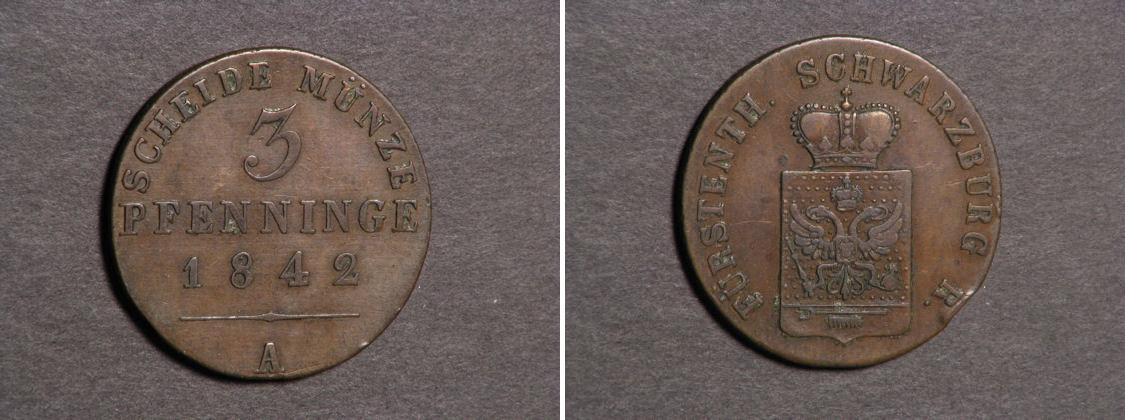 SCHEIDE MÜNZE
3
PFENNINGE
1842
A
FÜRSTENTH. SCHWARZBURG R.